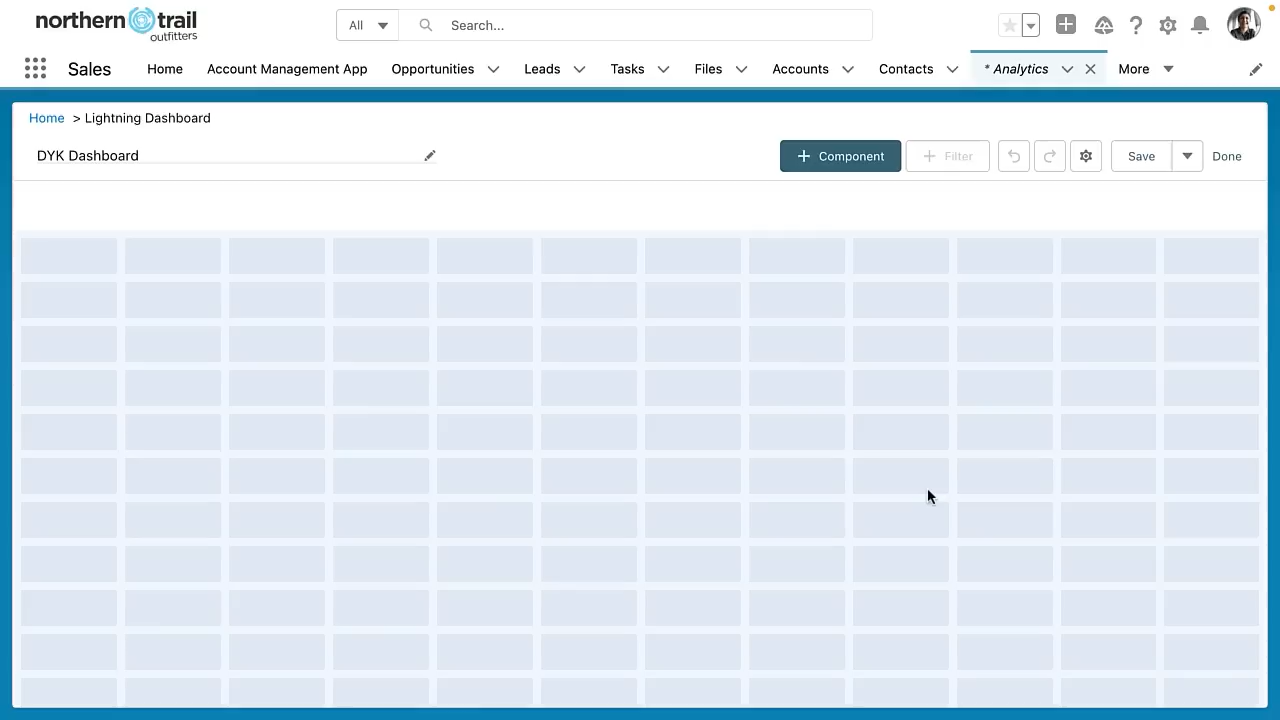 northern trail
outfitters
All
Search...
Sales
Home
Account Management App
Opportunities
Leads
Tasks
Files
Accounts
Contacts
* Analytics
More
Home > Lightning Dashboard
DYK Dashboard
+ Component
+ Filter
Save
Done